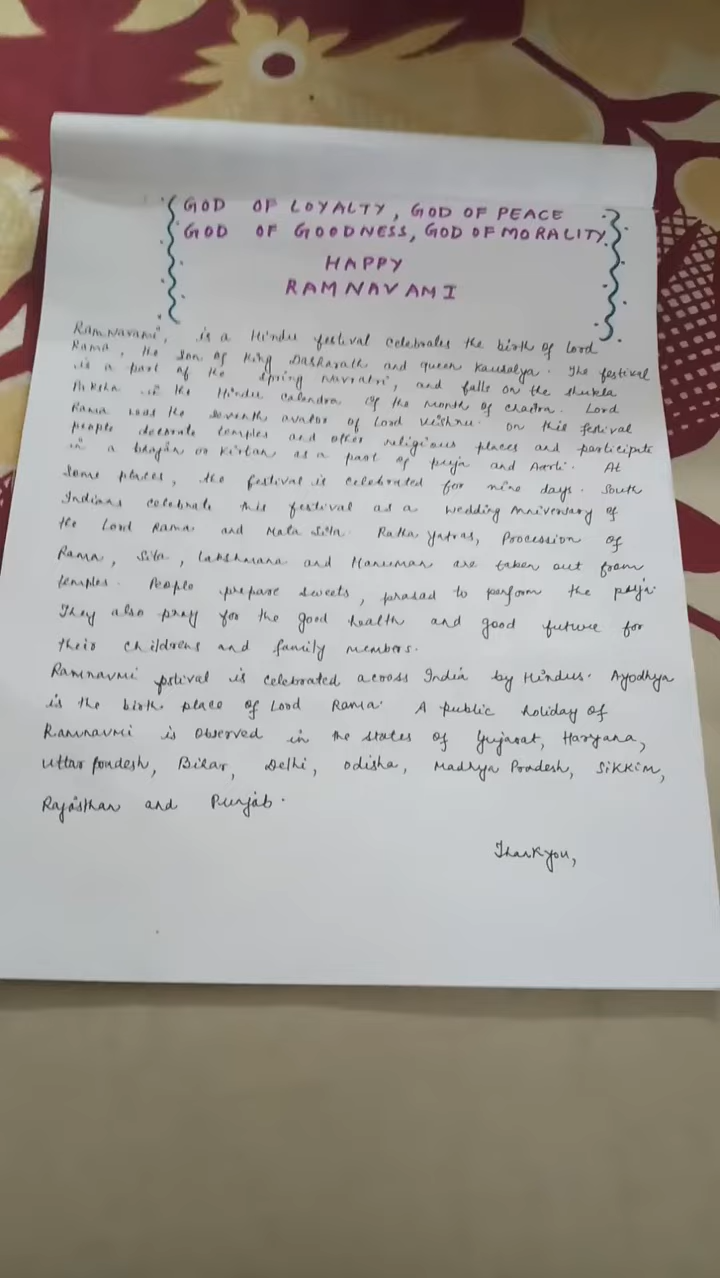 GOD OF LOYALTY, GOD OF PEACE
GOD OF GOODNESS, GOD OF MORALITY
HAPPY
RAMNAVAMI
Ramnavami, is a Hindu festival celebrates the birth of Lord
Rama, the son of King Dasharath and queen Kausalya. The festival
is a part of the spring navratri, and falls on the shukla
Paksha in the Hindu calendra of the month of chaitra. Lord
Rama was the seventh avatar of Lord Vishnu. on this festival
people decorate temples and other religious places and participate
in a bhajan or Kirtan as a part of puja and Aarti. At
some places, the festival is celebrated for nine days. South
Indians celebrate this festival as a wedding Anniversary of
the Lord Rama and Mata Sita. Ratha Yatras, Procession of
Rama, Sita, Lakshmana and Hanuman are taken out from
temples. People prepare sweets, prasad to perform the puja.
They also pray for the good health and good future for
their childrens and family members.
Ramnavmi festival is celebrated across India by Hindus. Ayodhya
is the birth place of Lord Rama. A public holiday of
Ramnavmi is observed in the states of Gujarat, Haryana,
Uttar Pradesh, Bihar, Delhi, Odisha, Madhya Pradesh, Sikkim,
Rajasthan and Punjab.
Thankyou,